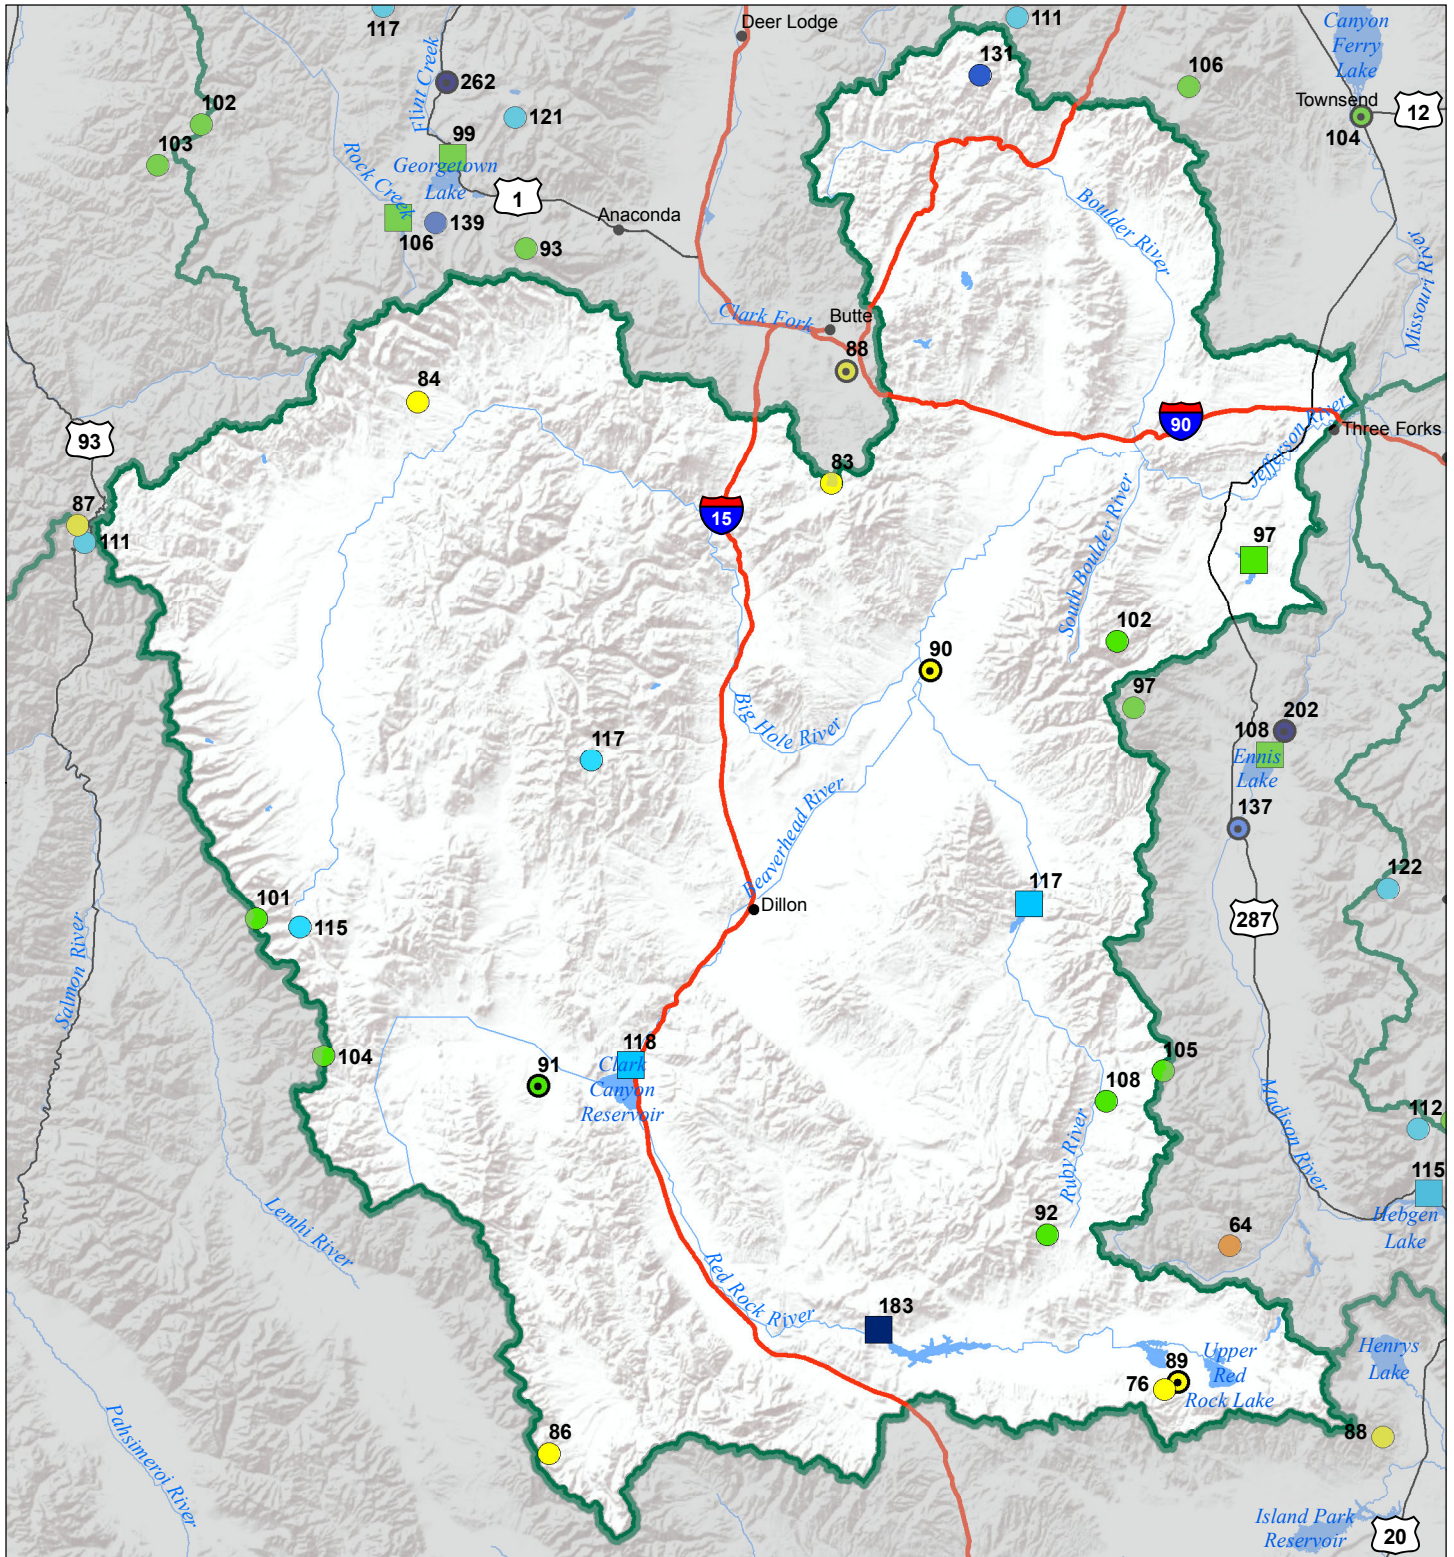 117
Deer Lodge
111
Canyon
Ferry
Lake
Flint Creek
262
131
106
102
121
Townsend
12
99
104
103
Rock Creek
Georgetown
Lake
1
Boulder River
106
139
Anaconda
93
Missouri River
Clark Fork
Butte
88
84
90
Jefferson River
Three Forks
93
83
87
15
South Boulder River
97
111
102
90
97
Big Hole River
202
108
Ennis
Lake
117
Beaverhead River
137
122
117
101
Dillon
115
287
Salmon River
118
Clark
Canyon
Reservoir
104
91
105
108
Madison River
112
Ruby River
115
Lemhi River
92
64
Hebgen
Lake
Red Rock River
183
Henrys
Lake
Upper
Red
Rock Lake
89
76
Pahsimeroi River
86
88
Island Park
Reservoir
20